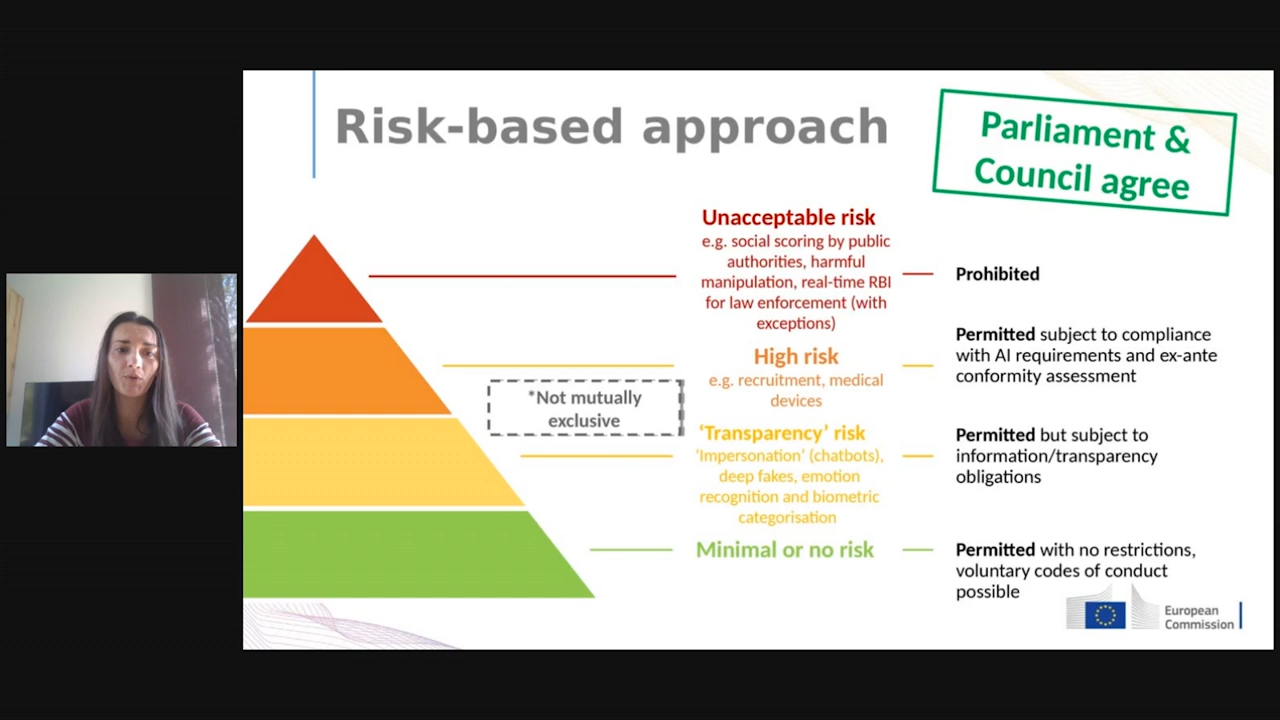 Risk-based approach
Parliament &
Council agree
Unacceptable risk
e.g. social scoring by public
authorities, harmful
manipulation, real-time RBI
for law enforcement (with
exceptions)
Prohibited
High risk
e.g. recruitment, medical
devices
Permitted subject to compliance
with AI requirements and ex-ante
conformity assessment
*Not mutually
exclusive
‘Transparency’ risk
‘Impersonation’ (chatbots),
deep fakes, emotion
recognition and biometric
categorisation
Permitted but subject to
information/transparency
obligations
Minimal or no risk
Permitted with no restrictions,
voluntary codes of conduct
possible
European
Commission